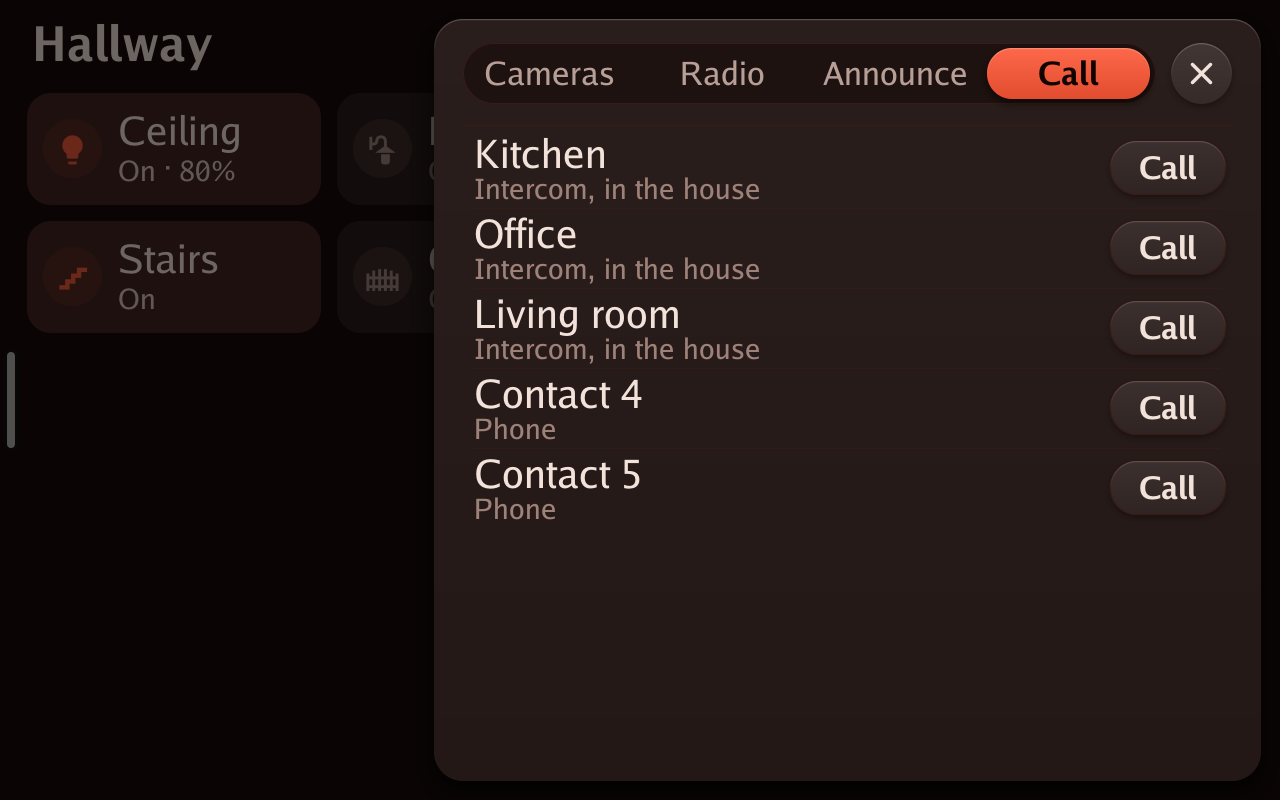 Hallway
Ceiling
On · 80%
Stairs
On
Cameras Radio Announce Call
Kitchen
Intercom, in the house
Call
Office
Intercom, in the house
Call
Living room
Intercom, in the house
Call
Contact 4
Phone
Call
Contact 5
Phone
Call